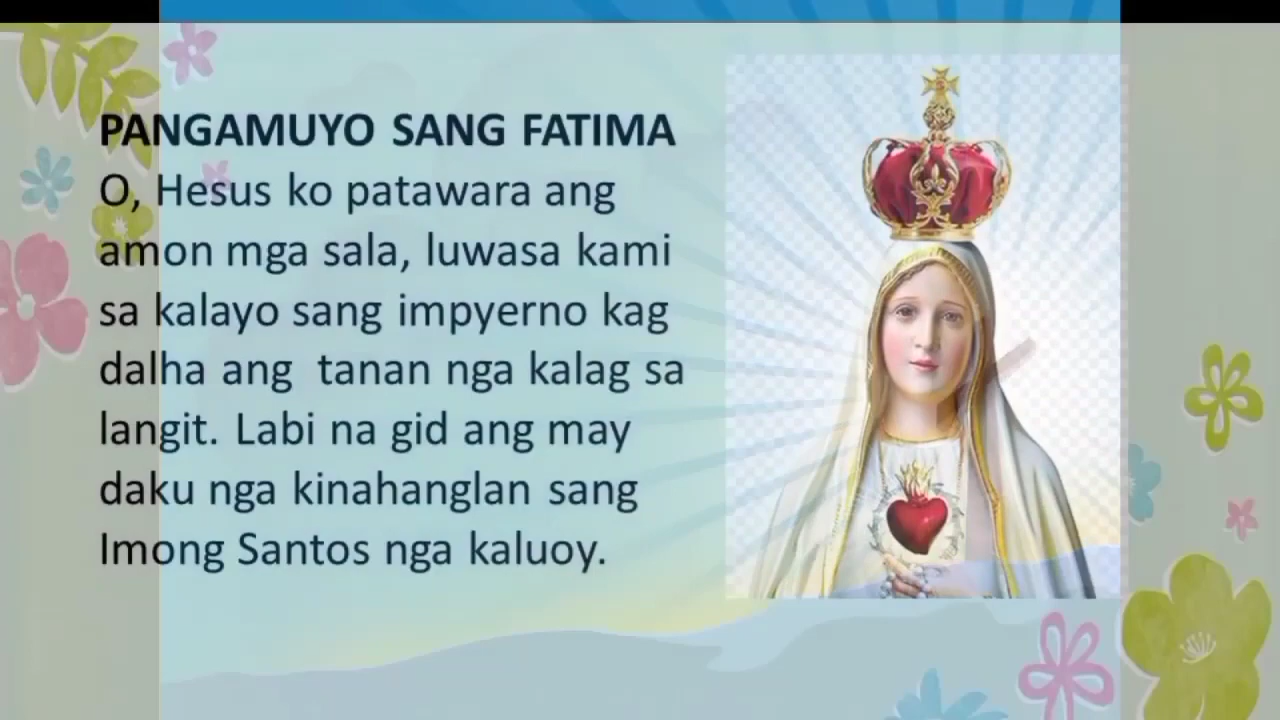 PANGAMUYO SANG FATIMA
O, Hesus ko patawara ang
amon mga sala, luwasa kami
sa kalayo sang impyerno kag
dalha ang tanan nga kalag sa
langit. Labi na gid ang may
daku nga kinahanglan sang
Imong Santos nga kaluoy.